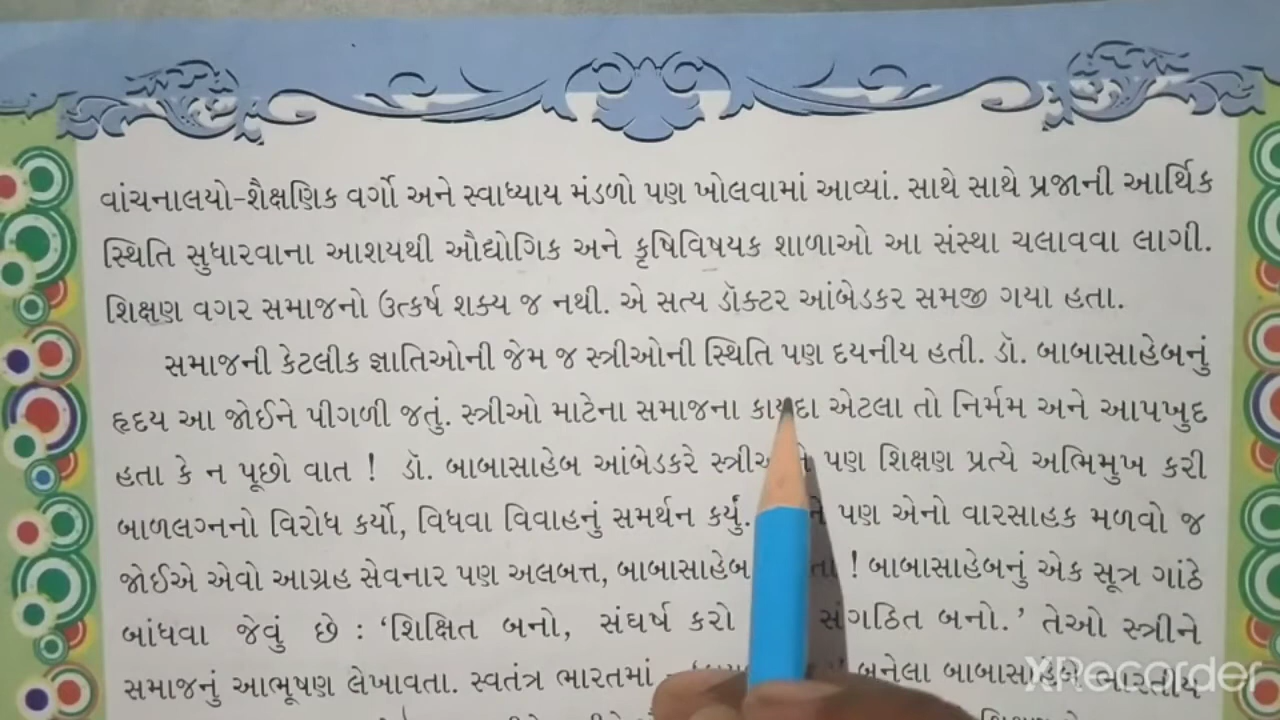 વાંચનાલયો-શૈક્ષણિક વર્ગો અને સ્વાધ્યાય મંડળો પણ ખોલવામાં આવ્યાં. સાથે સાથે પ્રજાની આર્થિક
સ્થિતિ સુધારવાના આશયથી ઔદ્યોગિક અને કૃષિવિષયક શાળાઓ આ સંસ્થા ચલાવવા લાગી.
શિક્ષણ વગર સમાજનો ઉત્કર્ષ શક્ય જ નથી. એ સત્ય ડૉક્ટર આંબેડકર સમજી ગયા હતા.
સમાજની કેટલીક જ્ઞાતિઓની જેમ જ સ્ત્રીઓની સ્થિતિ પણ દયનીય હતી. ડૉ. બાબાસાહેબનું
હૃદય આ જોઈને પીગળી જતું. સ્ત્રીઓ માટેના સમાજના કાયદા એટલા તો નિર્મમ અને આપખુદ
હતા કે ન પૂછો વાત ! ડૉ. બાબાસાહેબ આંબેડકરે પણ શિક્ષણ પ્રત્યે અભિમુખ કરી
બાળલગ્નનો વિરોધ કર્યો, વિધવા વિવાહનું સમર્થન કર્યું. પણ એનો વારસાહક મળવો જ
જોઈએ એવો આગ્રહ સેવનાર પણ અલબત્ત, બાબાસાહેબ ! બાબાસાહેબનું એક સૂત્ર ગાંઠે
બાંધવા જેવું છે : ‘શિક્ષિત બનો, સંઘર્ષ કરો સંગઠિત બનો.’ તેઓ સ્ત્રીને
સમાજનું આભૂષણ લેખાવતા. સ્વતંત્ર ભારતમાં બનેલા બાબાસાહેબે ભારતીય
XRecorder